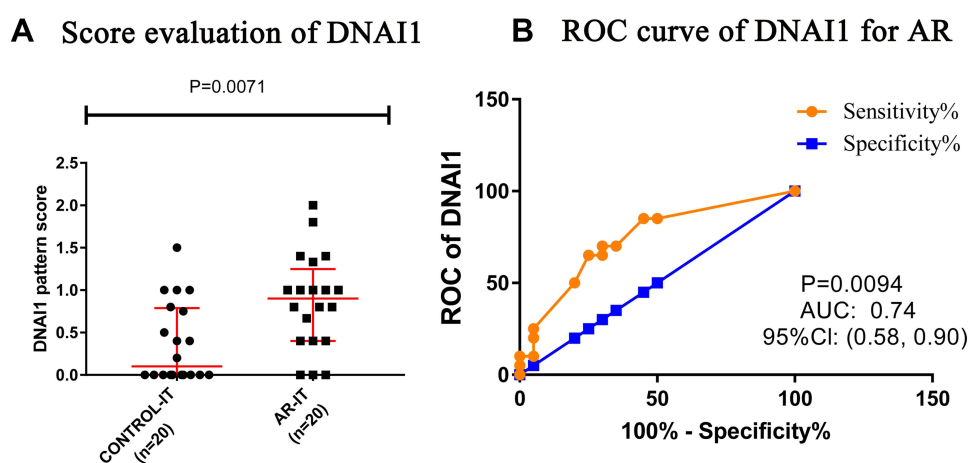 A Score evaluation of DNAI1
P=0.0071
DNAI1 pattern score
2.5
2.0
1.5
1.0
0.5
0.0
CONTROL-IT
(n=20)
AR-IT
(n=20)
B ROC curve of DNAI1 for AR
ROC of DNAI1
150
100
50
0
Sensitivity%
Specificity%
P=0.0094
AUC: 0.74
95%CI: (0.58, 0.90)
0 50 100 150
100% - Specificity%